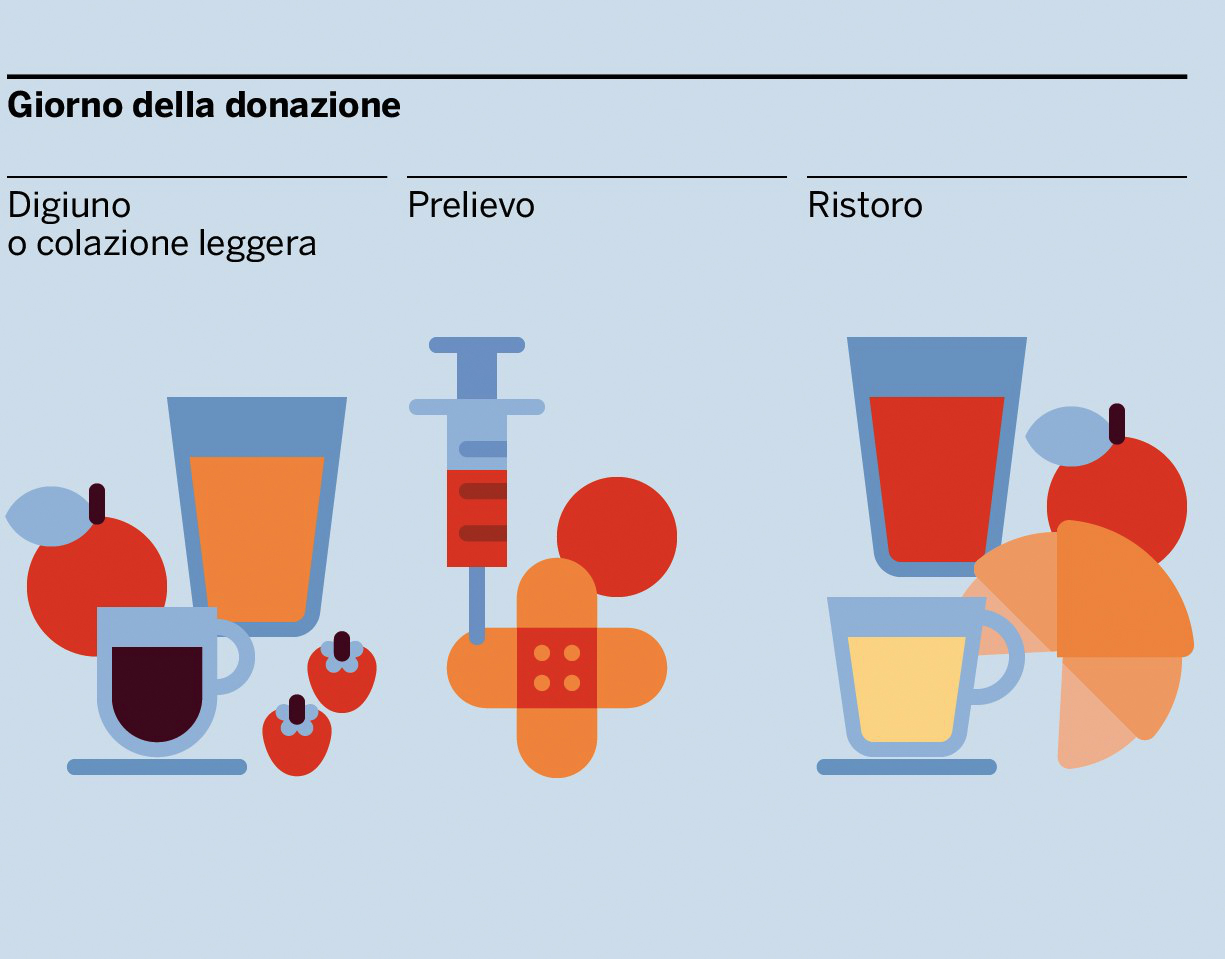 Giorno della donazione
Digiuno
o colazione leggera
Prelievo
Ristoro